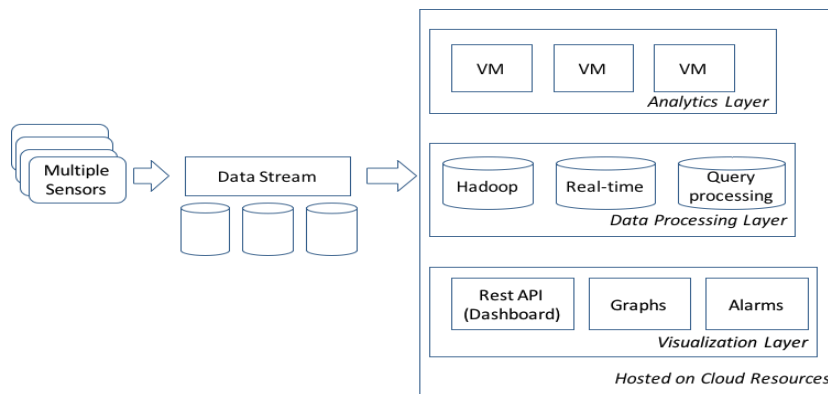 Multiple
Sensors
Data Stream
VM
VM
VM
Analytics Layer
Hadoop
Real-time
Query
processing
Data Processing Layer
Rest API
(Dashboard)
Graphs
Alarms
Visualization Layer
Hosted on Cloud Resources